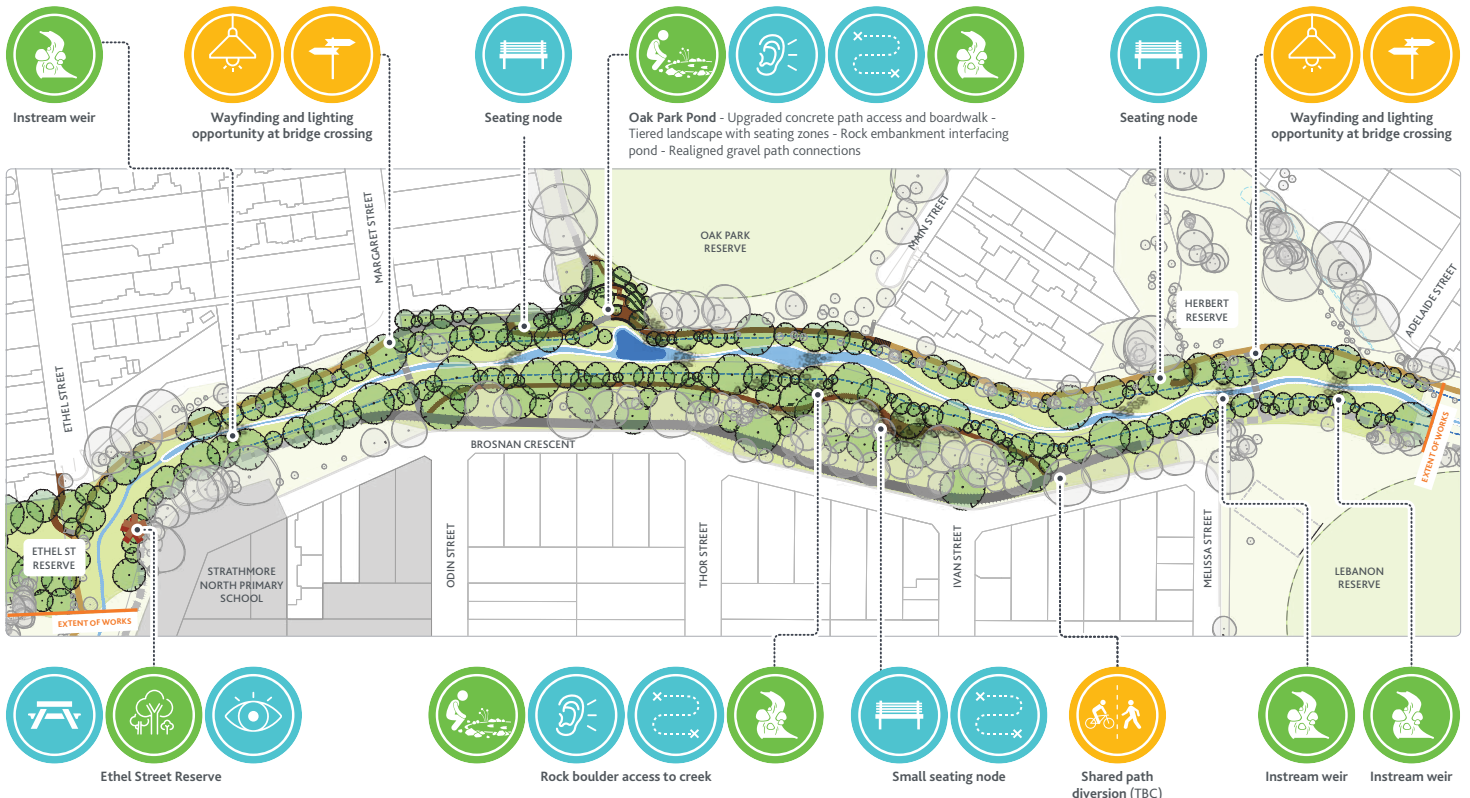 Instream weir
Wayfinding and lighting
opportunity at bridge crossing
Seating node
Oak Park Pond - Upgraded concrete path access and boardwalk -
Tiered landscape with seating zones - Rock embankment interfacing
pond - Realigned gravel path connections
Seating node
Wayfinding and lighting
opportunity at bridge crossing
MARGARET STREET
OAK PARK
RESERVE
MAIN STREET
HERBERT
RESERVE
ADELAIDE STREET
ETHEL STREET
BROSNAN CRESCENT
EXTENT OF WORKS
ETHEL ST
RESERVE
STRATHMORE
NORTH PRIMARY
SCHOOL
ODIN STREET
THOR STREET
IVAN STREET
MELISSA STREET
LEBANON
RESERVE
EXTENT OF WORKS
Ethel Street Reserve
Rock boulder access to creek
Small seating node
Shared path
diversion (TBC)
Instream weir
Instream weir